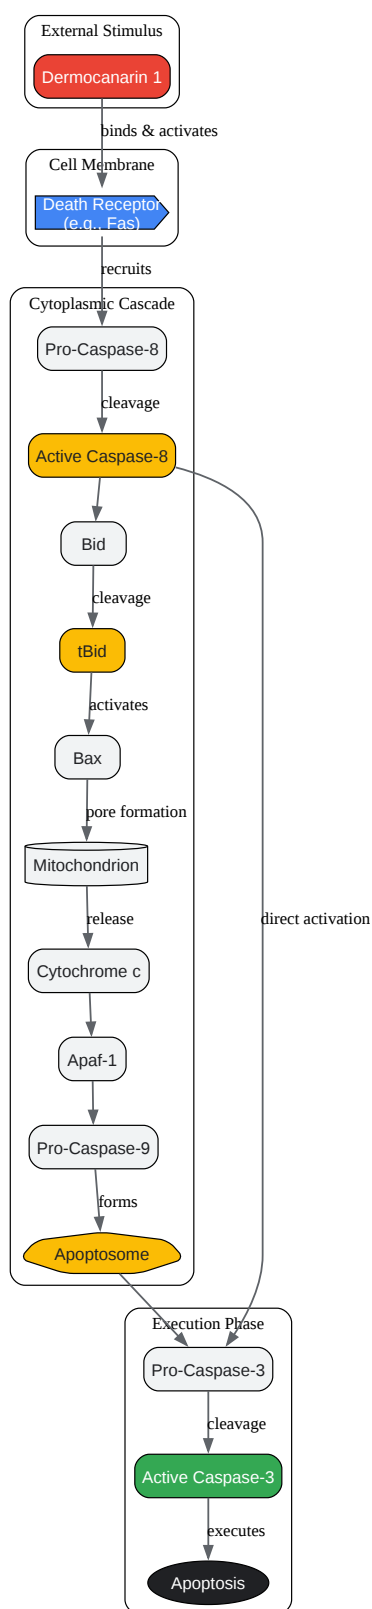 External Stimulus
Dermocanarin 1
binds & activates
Cell Membrane
Death Receptor
(e.g., Fas)
recruits
Cytoplasmic Cascade
Pro-Caspase-8
cleavage
Active Caspase-8
Bid
cleavage
tBid
activates
Bax
pore formation
Mitochondrion
release
direct activation
Cytochrome c
Apaf-1
Pro-Caspase-9
forms
Apoptosome
Execution Phase
Pro-Caspase-3
cleavage
Active Caspase-3
executes
Apoptosis